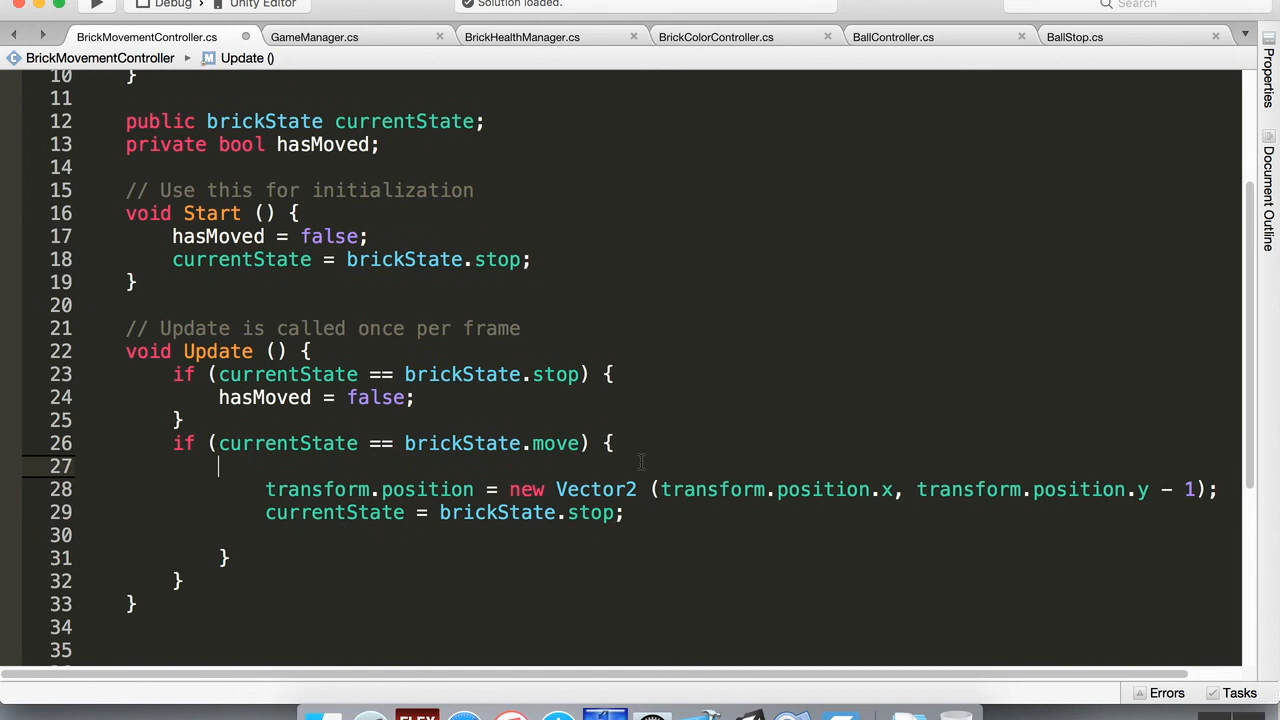 Debug
Unity Editor
Solution loaded.
Search
BrickMovementController.cs
GameManager.cs
BrickHealthManager.cs
BrickColorController.cs
BallController.cs
BallStop.cs
BrickMovementController
M Update ()
10 }
11
12 public brickState currentState;
13 private bool hasMoved;
14
15 // Use this for initialization
16 void Start () {
17 hasMoved = false;
18 currentState = brickState.stop;
19 }
20
21 // Update is called once per frame
22 void Update () {
23 if (currentState == brickState.stop) {
24 hasMoved = false;
25 }
26 if (currentState == brickState.move) {
27
28 transform.position = new Vector2 (transform.position.x, transform.position.y - 1);
29 currentState = brickState.stop;
30
31 }
32 }
33 }
34
35
Properties
Document Outline
Errors
Tasks
FLEX